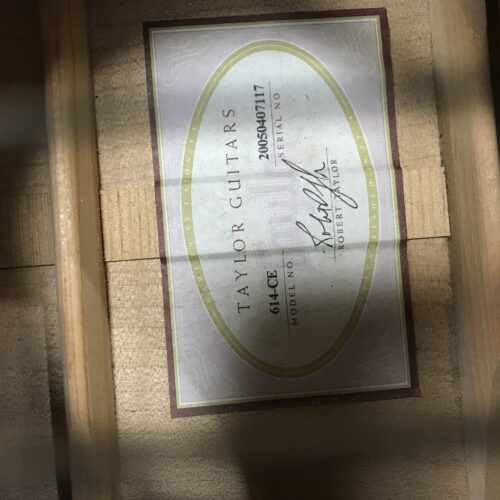 TAYLOR GUITARS
614-CE
MODEL NO.
20050407117
SERIAL NO.
ROBERT TAYLOR